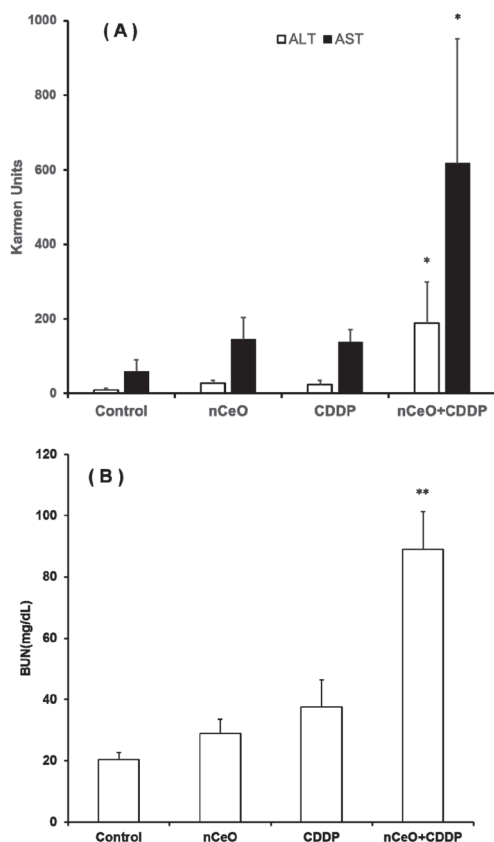 ( A )
ALT AST
1000
800
600
400
200
0
Karmen Units
*
*
Control nCeO CDDP nCeO+CDDP
( B )
120
100
80
60
40
20
0
BUN(mg/dL)
**
Control nCeO CDDP nCeO+CDDP